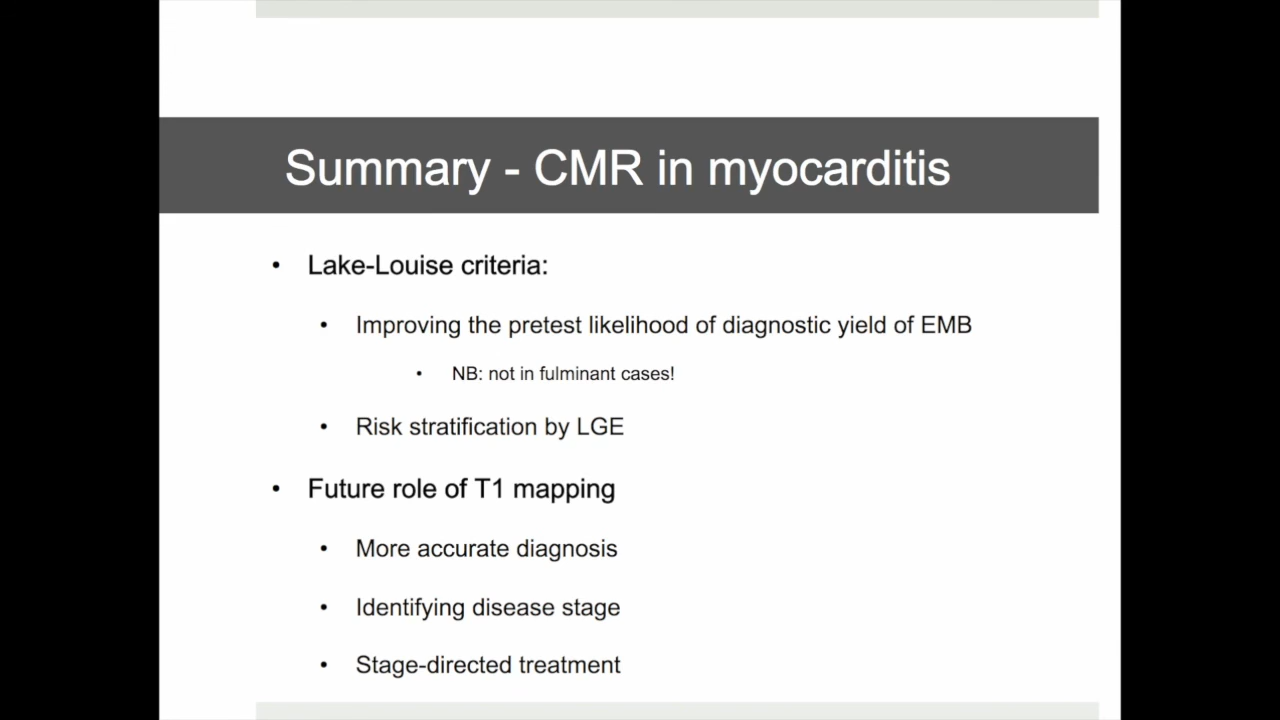 Summary - CMR in myocarditis
• Lake-Louise criteria:
• Improving the pretest likelihood of diagnostic yield of EMB
• NB: not in fulminant cases!
• Risk stratification by LGE
• Future role of T1 mapping
• More accurate diagnosis
• Identifying disease stage
• Stage-directed treatment